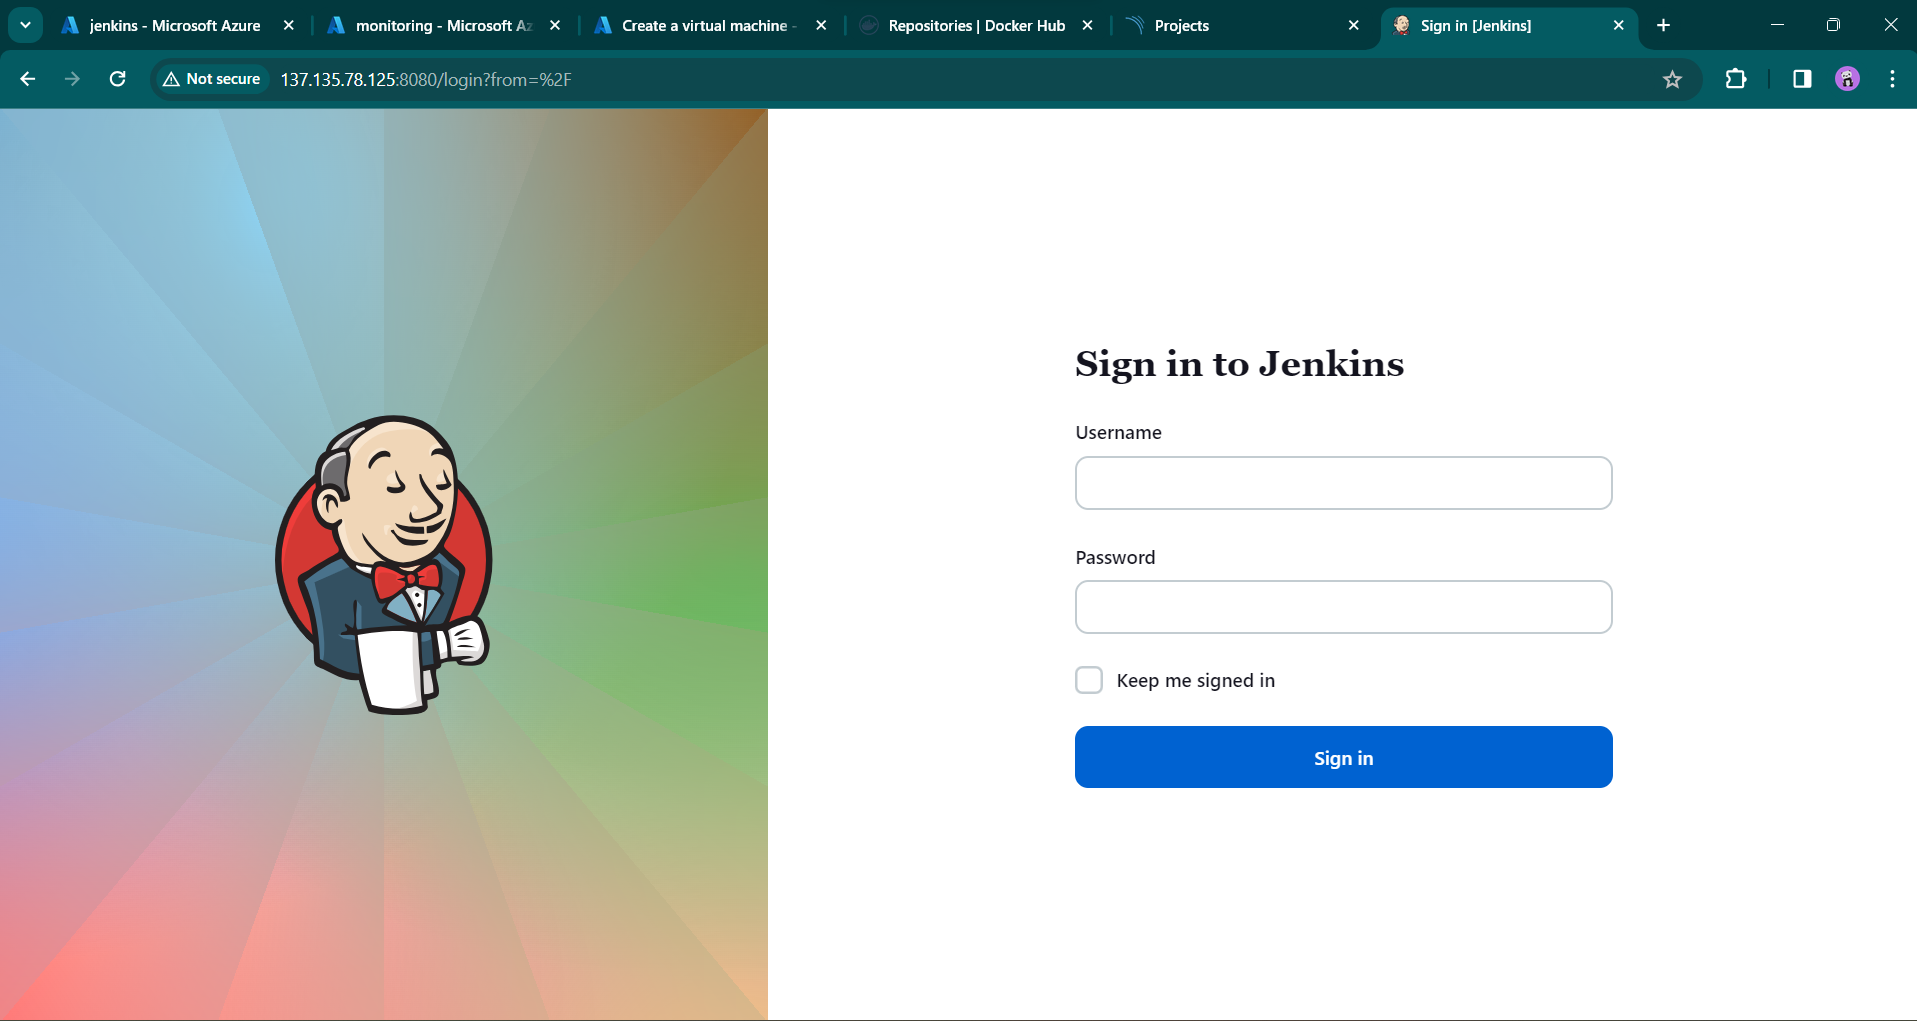 jenkins - Microsoft Azure
monitoring - Microsoft Az
Create a virtual machine -
Repositories | Docker Hub
Projects
Sign in [Jenkins]
Not secure
137.135.78.125:8080/login?from=%2F
Sign in to Jenkins
Username
Password
Keep me signed in
Sign in